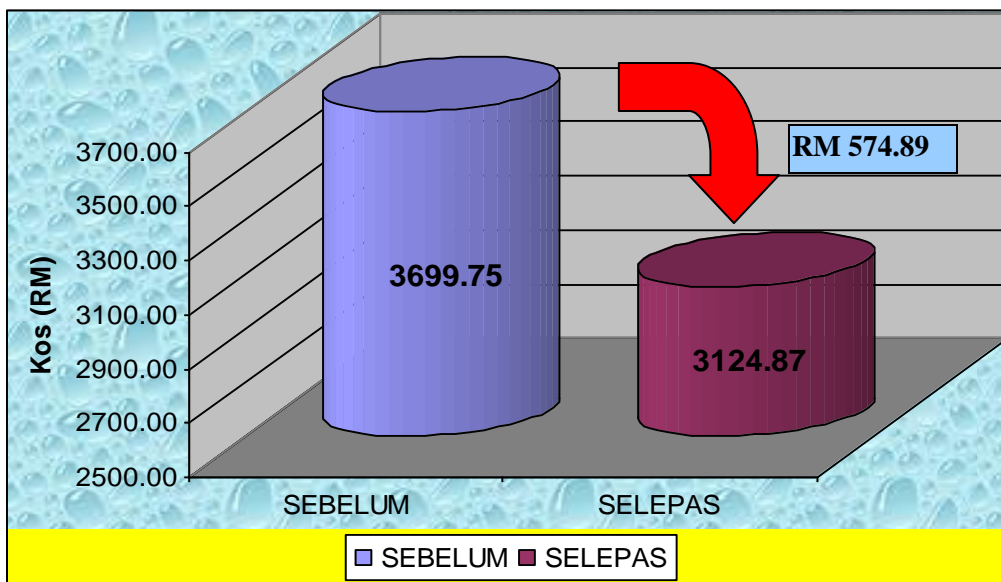 3700.00
3500.00
3300.00
3100.00
2900.00
2700.00
2500.00
Kos (RM)
3699.75
RM 574.89
3124.87
SEBELUM
SELEPAS
SEBELUM SELEPAS